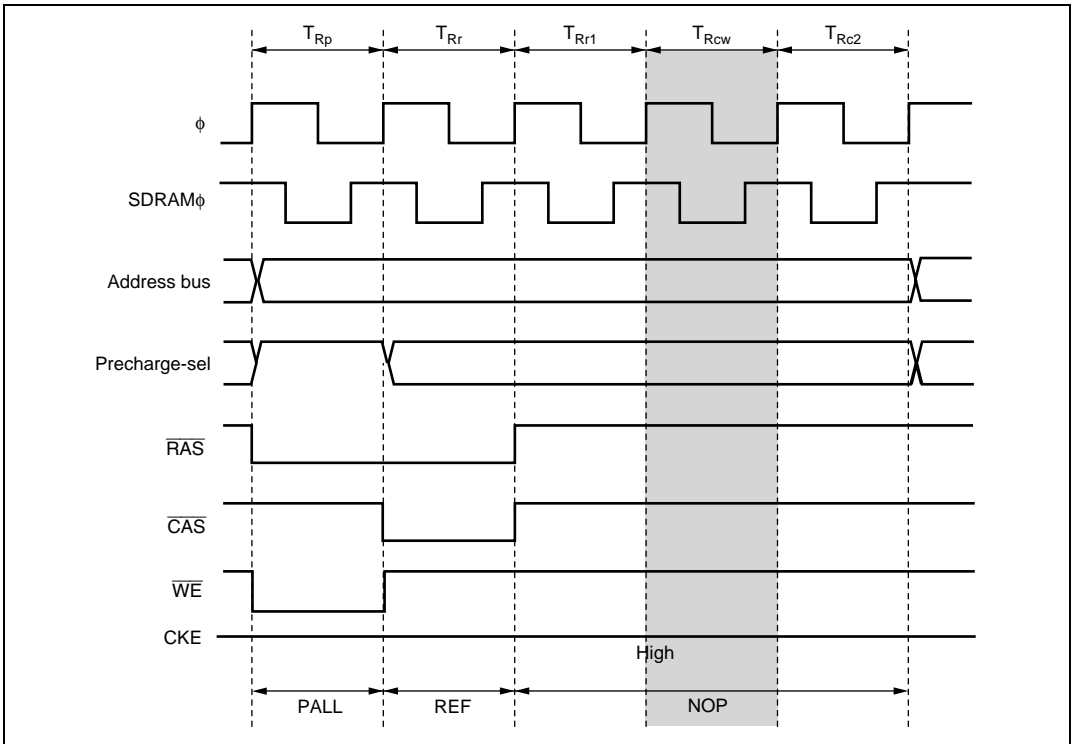 TRp TRr TRr1 TRcw TRc2
ϕ
SDRAMϕ
Address bus
Precharge-sel
RAS
CAS
WE
CKE
High
PALL REF NOP